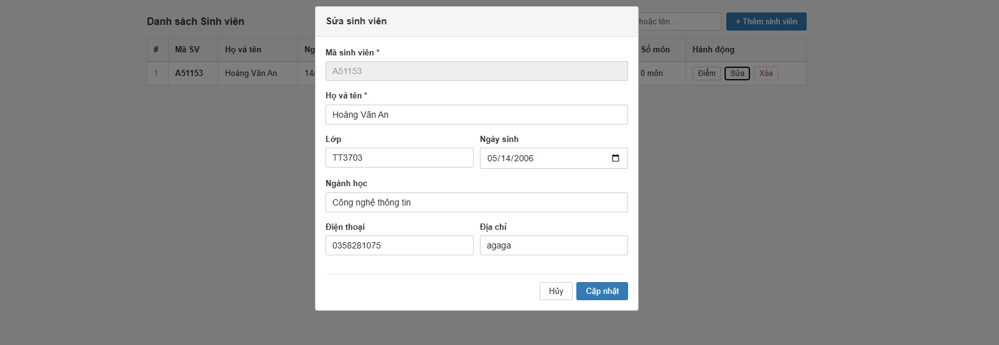 Danh sách Sinh viên
hoặc tên...
+ Thêm sinh viên
# Mã SV Họ và tên Số môn Hành động
1 A51153 Hoàng Văn An 14/ 0 môn Điểm Sửa Xóa
Sửa sinh viên
Mã sinh viên *
A51153
Họ và tên *
Hoàng Văn An
Lớp Ngày sinh
TT3703 05/14/2006
Ngành học
Công nghệ thông tin
Điện thoại Địa chỉ
0358281075 agaga
Hủy Cập nhật